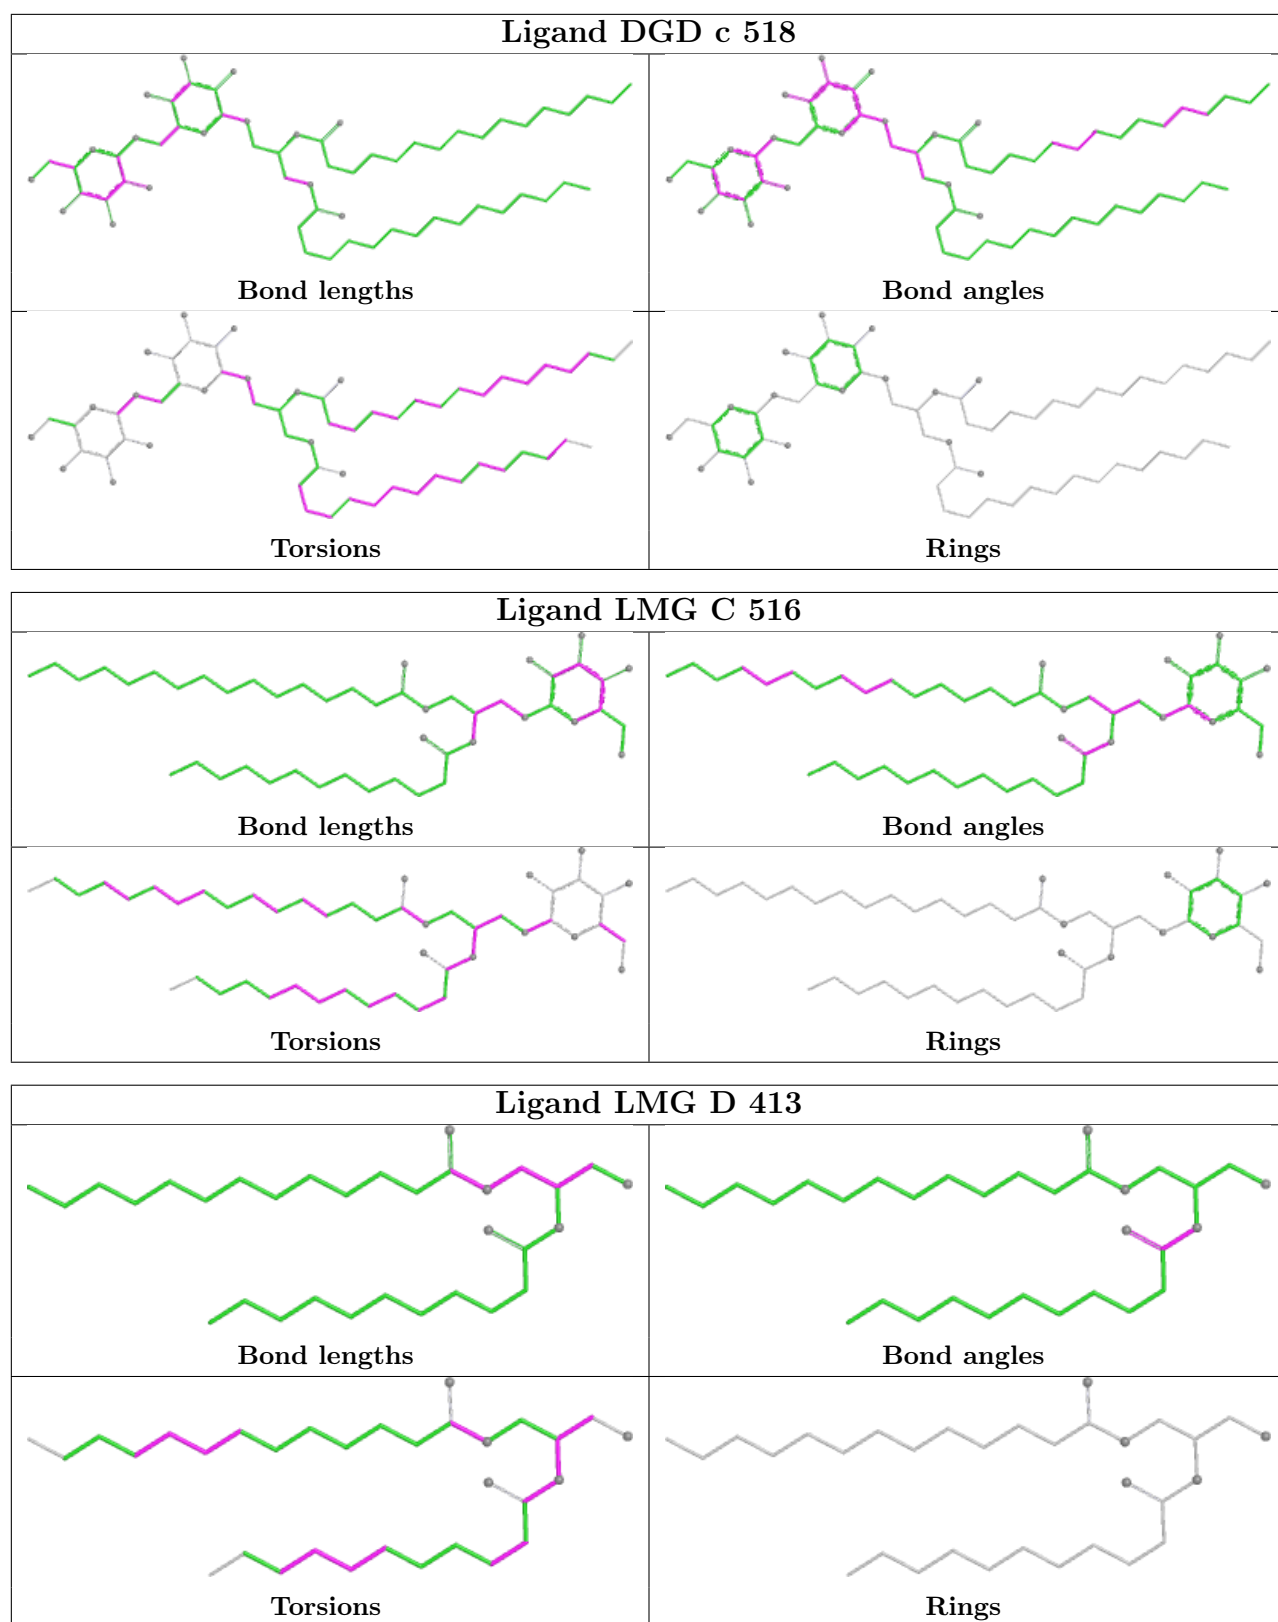 Ligand DGD c 518
Bond lengths
Bond angles
Torsions
Rings
Ligand LMG C 516
Bond lengths
Bond angles
Torsions
Rings
Ligand LMG D 413
Bond lengths
Bond angles
Torsions
Rings